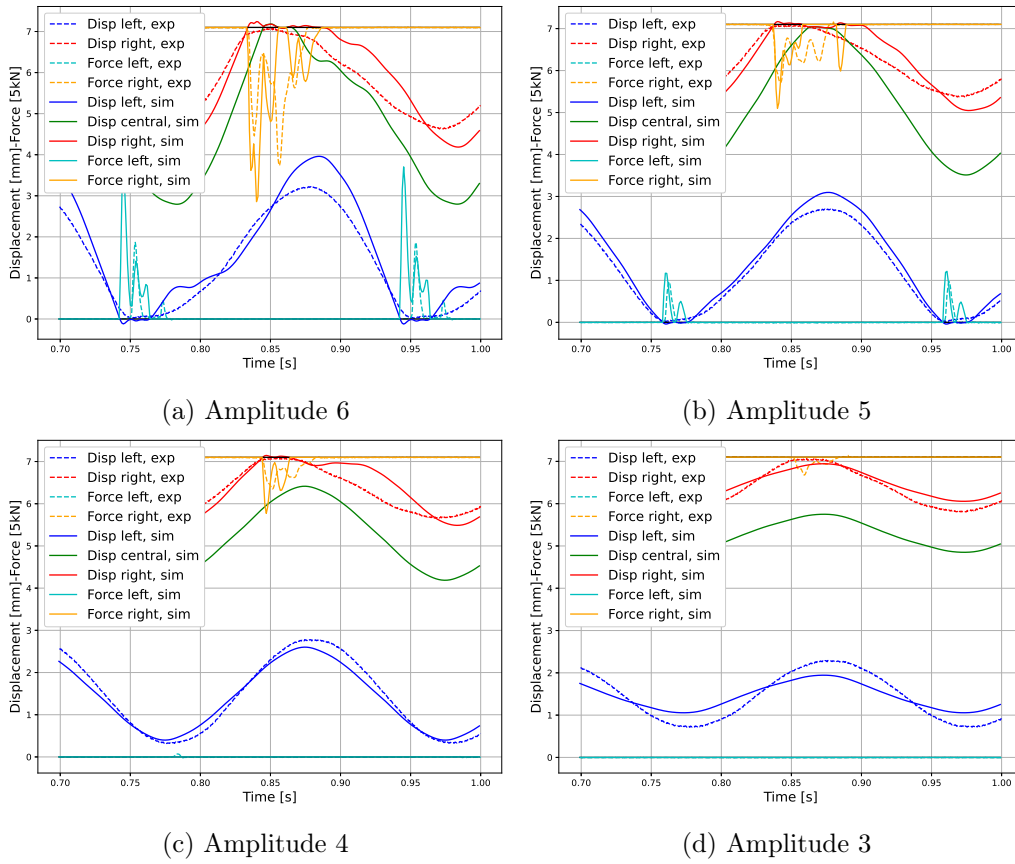 Displacement [mm]-Force [5kN]
7
6
5
4
3
2
1
0
Disp left, exp
Disp right, exp
Force left, exp
Force right, exp
Disp left, sim
Disp central, sim
Disp right, sim
Force left, sim
Force right, sim
0.70 0.75 0.80 0.85 0.90 0.95 1.00
Time [s]
(a) Amplitude 6
Displacement [mm]-Force [5kN]
7
6
5
4
3
2
1
0
Disp left, exp
Disp right, exp
Force left, exp
Force right, exp
Disp left, sim
Disp central, sim
Disp right, sim
Force left, sim
Force right, sim
0.70 0.75 0.80 0.85 0.90 0.95 1.00
Time [s]
(b) Amplitude 5
Displacement [mm]-Force [5kN]
7
6
5
4
3
2
1
0
Disp left, exp
Disp right, exp
Force left, exp
Force right, exp
Disp left, sim
Disp central, sim
Disp right, sim
Force left, sim
Force right, sim
0.70 0.75 0.80 0.85 0.90 0.95 1.00
Time [s]
(c) Amplitude 4
Displacement [mm]-Force [5kN]
7
6
5
4
3
2
1
0
Disp left, exp
Disp right, exp
Force left, exp
Force right, exp
Disp left, sim
Disp central, sim
Disp right, sim
Force left, sim
Force right, sim
0.70 0.75 0.80 0.85 0.90 0.95 1.00
Time [s]
(d) Amplitude 3